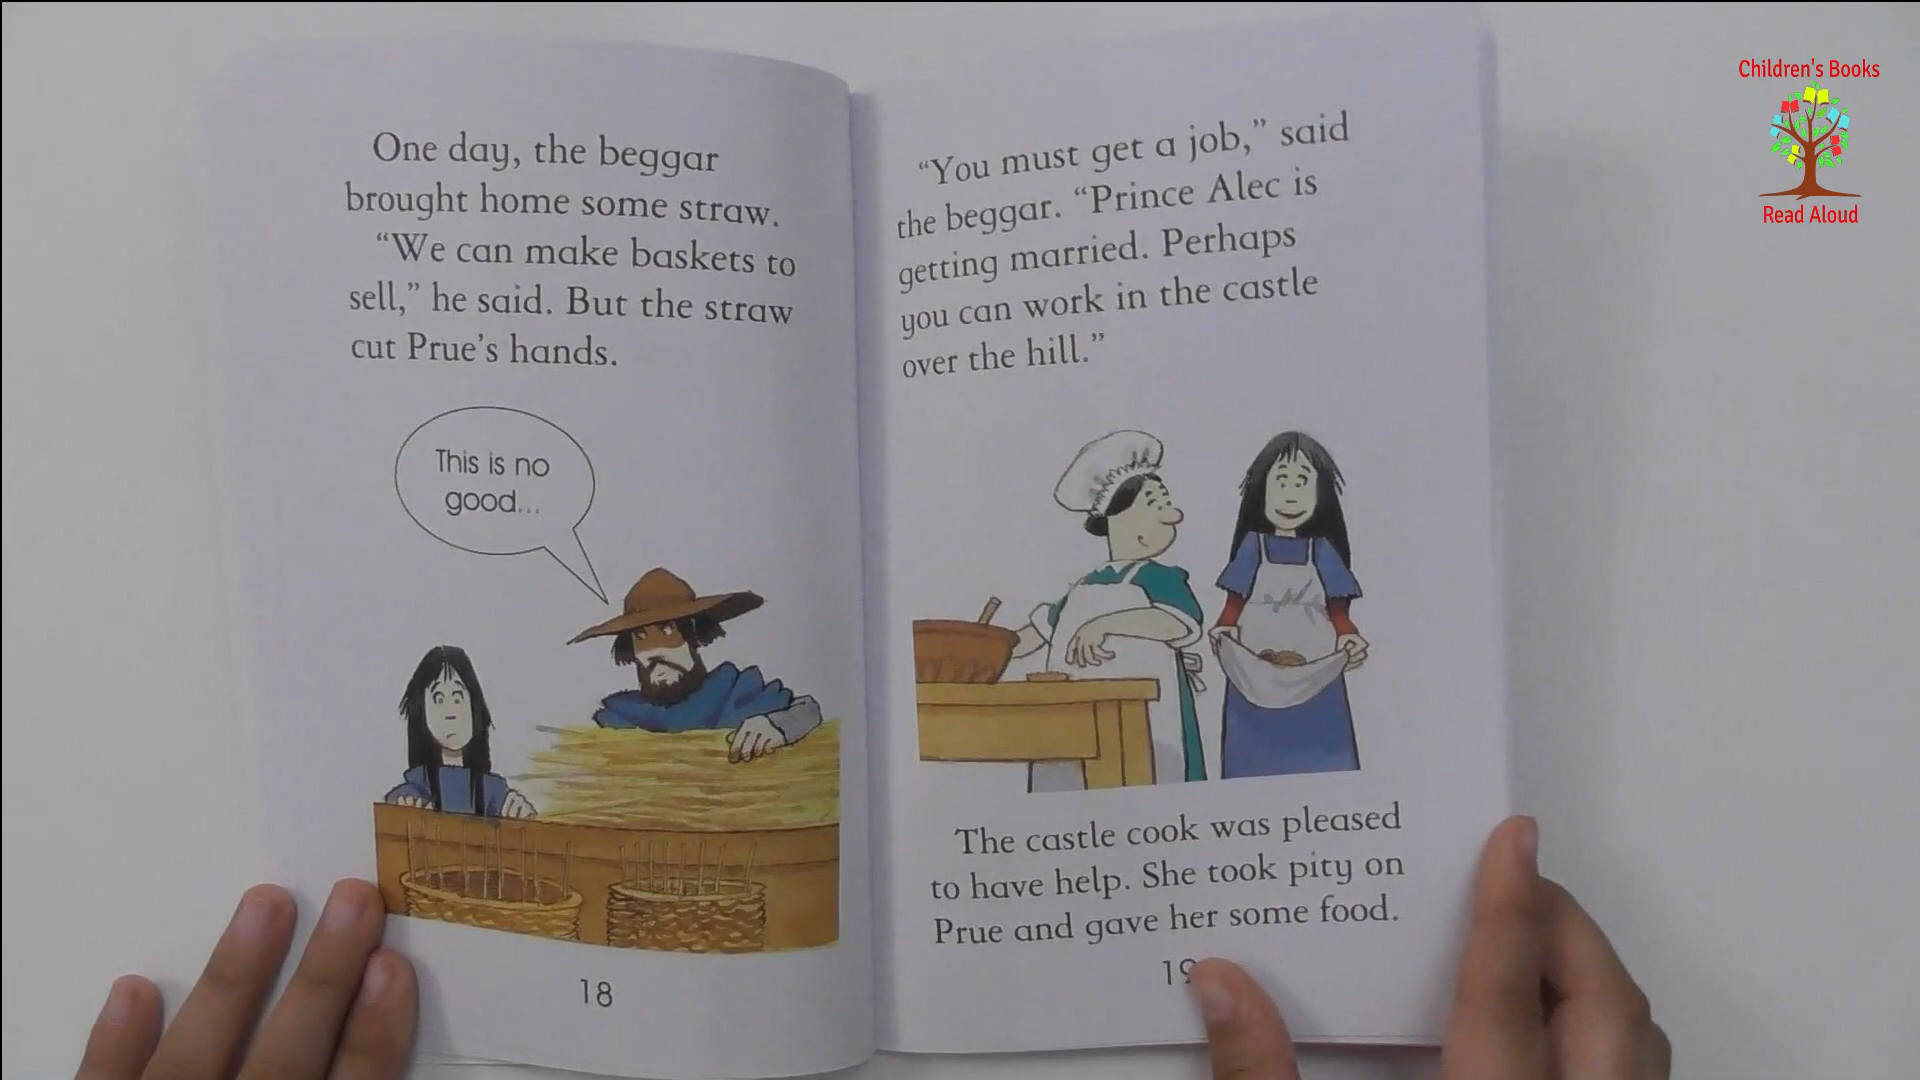 One day, the beggar
brought home some straw.
“We can make baskets to
sell,” he said. But the straw
cut Prue’s hands.
This is no
good...
18
“You must get a job,” said
the beggar. “Prince Alec is
getting married. Perhaps
you can work in the castle
over the hill.”
The castle cook was pleased
to have help. She took pity on
Prue and gave her some food.
19
Children's Books
Read Aloud